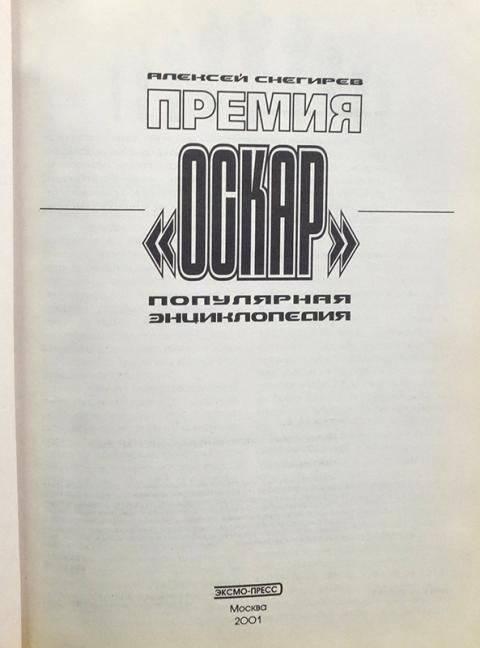 АЛЕКСЕЙ СНЕГИРЕВ
ПРЕМИЯ
«ОСКАР»
ПОПУЛЯРНАЯ
ЭНЦИКЛОПЕДИЯ
ЭКСМО-ПРЕСС
Москва
2001